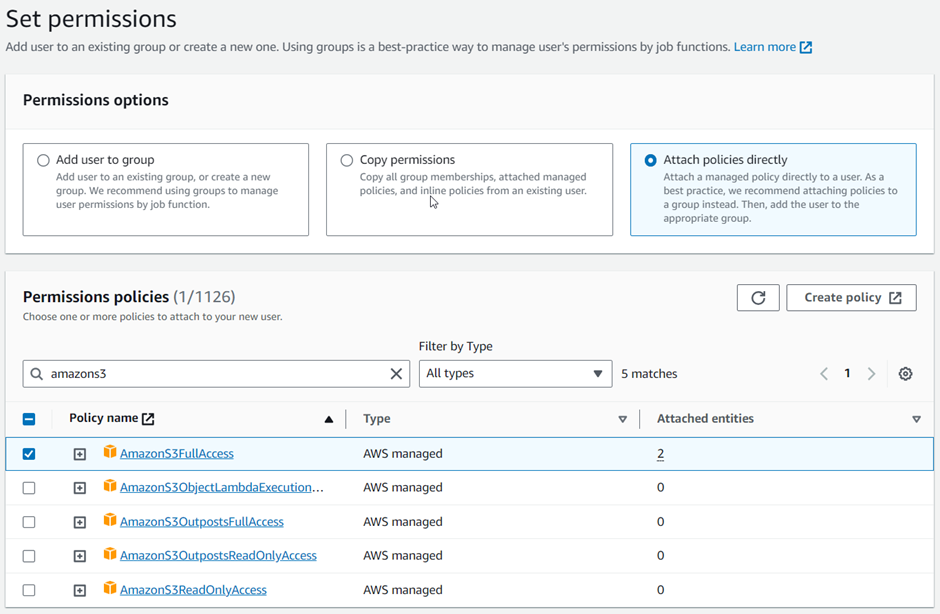 Set permissions
Add user to an existing group or create a new one. Using groups is a best-practice way to manage user's permissions by job functions. Learn more
Permissions options
Add user to group
Add user to an existing group, or create a new
group. We recommend using groups to manage
user permissions by job function.
Copy permissions
Copy all group memberships, attached managed
policies, and inline policies from an existing user.
Attach policies directly
Attach a managed policy directly to a user. As a
best practice, we recommend attaching policies to
a group instead. Then, add the user to the
appropriate group.
Permissions policies (1/1126)
Choose one or more policies to attach to your new user.
Create policy
Filter by Type
amazons3
All types
5 matches
1
Policy name Type Attached entities
AmazonS3FullAccess AWS managed 2
AmazonS3ObjectLambdaExecution... AWS managed 0
AmazonS3OutpostsFullAccess AWS managed 0
AmazonS3OutpostsReadOnlyAccess AWS managed 0
AmazonS3ReadOnlyAccess AWS managed 0